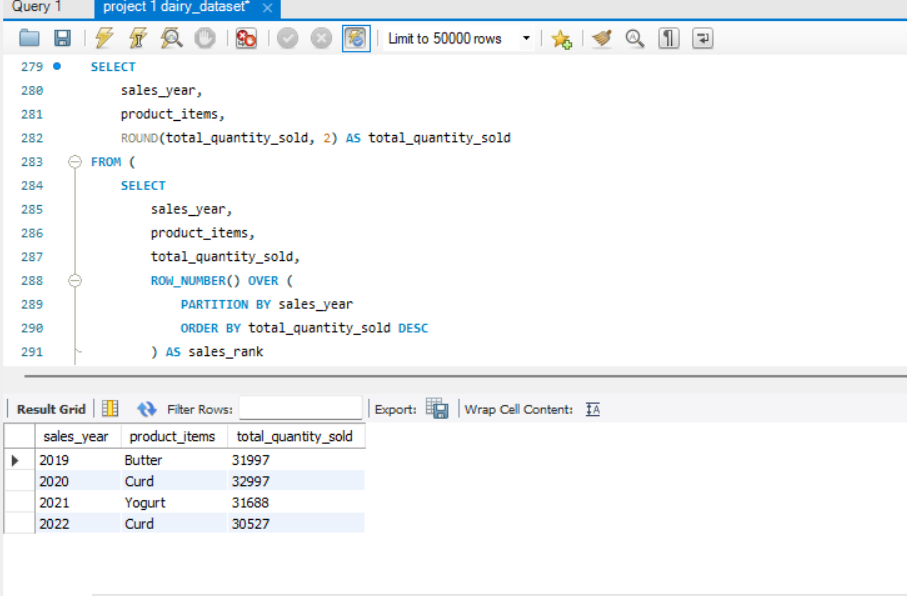 Query 1 project 1 dairy_dataset* ×
Limit to 50000 rows
279 SELECT
280 sales_year,
281 product_items,
282 ROUND(total_quantity_sold, 2) AS total_quantity_sold
283 FROM (
284 SELECT
285 sales_year,
286 product_items,
287 total_quantity_sold,
288 ROW_NUMBER() OVER (
289 PARTITION BY sales_year
290 ORDER BY total_quantity_sold DESC
291 ) AS sales_rank
Result Grid Filter Rows: Export: Wrap Cell Content: IA
sales_year product_items total_quantity_sold
2019 Butter 31997
2020 Curd 32997
2021 Yogurt 31688
2022 Curd 30527